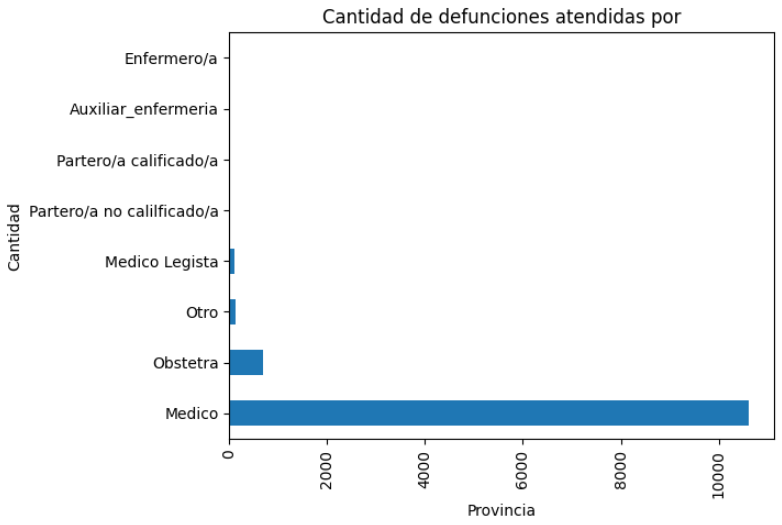 Cantidad de defunciones atendidas por
Enfermero/a
Auxiliar_enfermeria
Partero/a calificado/a
Partero/a no calilficado/a
Medico Legista
Otro
Obstetra
Medico
Cantidad
0
2000
4000
6000
8000
10000
Provincia